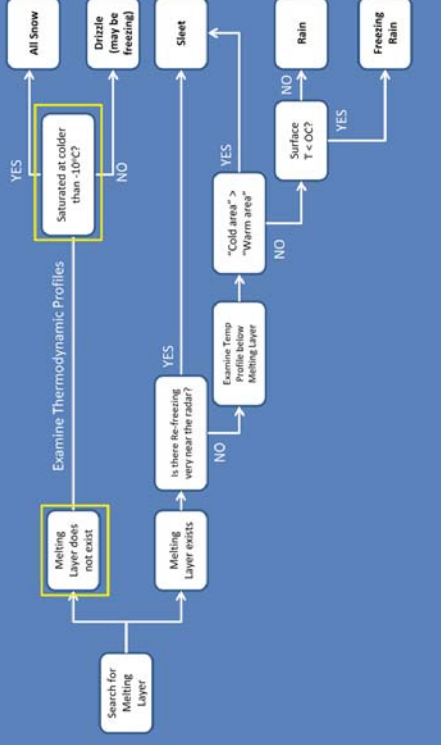 Search for
Melting
Layer
Melting
Layer does
not exist
Examine Thermodynamic Profiles
Saturated at colder
than -10°C?
YES
All Snow
NO
Drizzle
(may be
freezing)
Melting
Layer exists
Is there Re-freezing
very near the radar?
YES
Sleet
NO
Examine Temp
Profile below
Melting Layer
"Cold area" >
"Warm area"
YES
NO
Surface
T < 0C?
NO
Rain
YES
Freezing
Rain